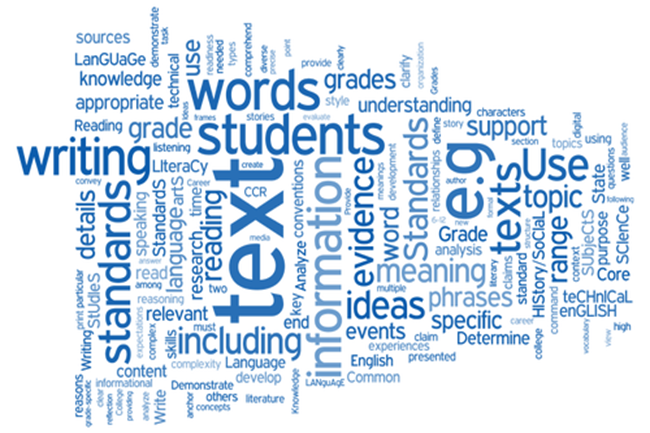 sources
demonstrate
task
LanGUaGe
use
readiness
needed
types
comprehend
diverse
precise
point
provide
clearly
clarify
organization
Grades
knowledge
technical
words
grades
appropriate
ideas
style
understanding
frames
stories
evaluate
characters
Reading
grade
students
Standards
define
story
support
section
topics
digital
using
audience
writing
listening
e.g
well
questions
LIteraCy
create
text
conventions
evidence
meanings
development
relationships
author
Use
State
convey
standards
Standards
artS
Career
CCR
information
Provide
word
new
formal
texts
topic
following
details
speaking
language
time
reading
Grade
structure
HIStory/SoCIaL
range
SUbjectS
purpose
SCIenCe
answer
media
Analyze
analysis
read
research
two
meaning
literary
claims
standard
context
Core
among
StUdIes
reasoning
key
multiple
phrases
teCHnICaL
print
particular
expectations
relevant
ideas
specific
career
command
enGLISH
must
end
events
claim
Determine
college
vocabulary
view
high
Writing
complex
skills
including
experiences
presented
English
content
complexity
Language
develop
LANguAgE
Common
reasons
grade-specific
clear
informational
reflection
College
providing
analyze
Write
Demonstrate
anchor
others
concepts
literature
Knowledge